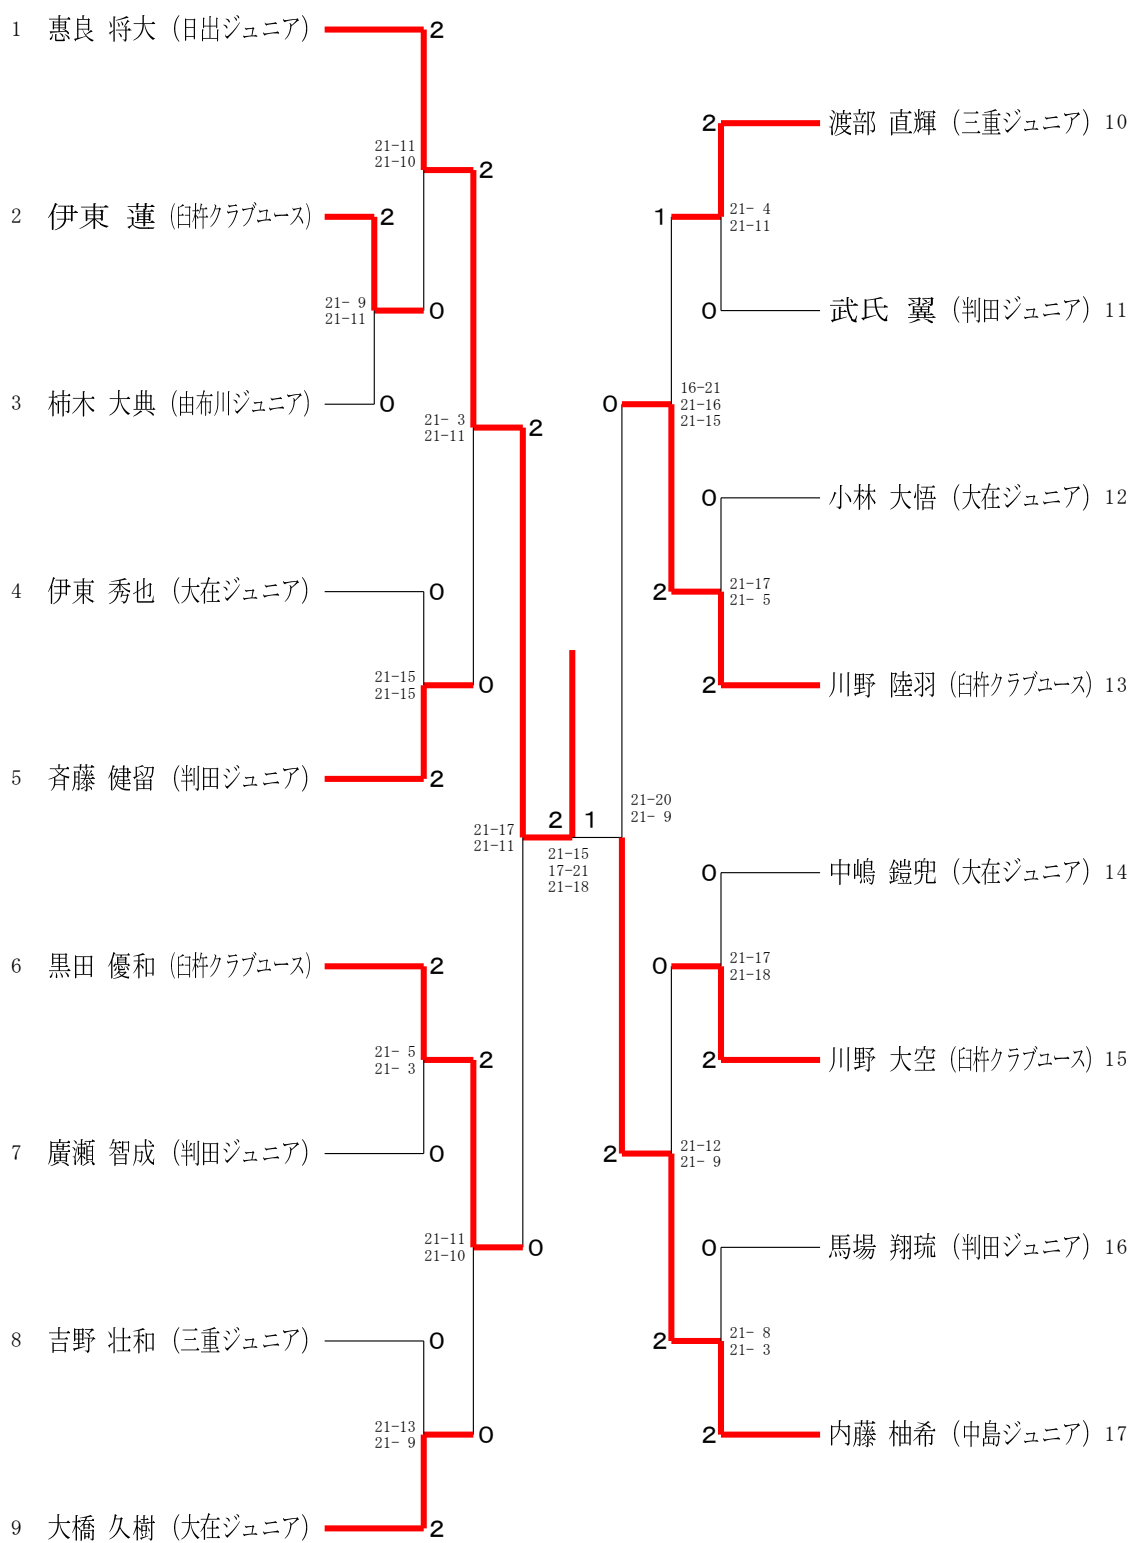 1 惠良 将大 (日出ジュニア) 2
21-11
21-10
2
2 伊東 蓮 (臼杵クラブユース) 2
21- 9
21-11
0
3 柿木 大典 (由布川ジュニア) 0
21- 3
21-11
2
4 伊東 秀也 (大在ジュニア) 0
21-15
21-15
0
5 斉藤 健留 (判田ジュニア) 2
21-17
21-11
6 黒田 優和 (臼杵クラブユース) 2
21- 5
21- 3
2
7 廣瀬 智成 (判田ジュニア) 0
21-11
21-10
0
8 吉野 壮和 (三重ジュニア) 0
21-13
21- 9
0
9 大橋 久樹 (大在ジュニア) 2
2 1
21-15
17-21
21-18
2 渡部 直輝 (三重ジュニア) 10
1
21- 4
21-11
0 武氏 翼 (判田ジュニア) 11
0
16-21
21-16
21-15
0 小林 大悟 (大在ジュニア) 12
2
21-17
21- 5
2 川野 陸羽 (臼杵クラブユース) 13
21-20
21- 9
0 中嶋 鎧兜 (大在ジュニア) 14
0
21-17
21-18
2 川野 大空 (臼杵クラブユース) 15
2
21-12
21- 9
0 馬場 翔琉 (判田ジュニア) 16
2
21- 8
21- 3
2 内藤 柚希 (中島ジュニア) 17